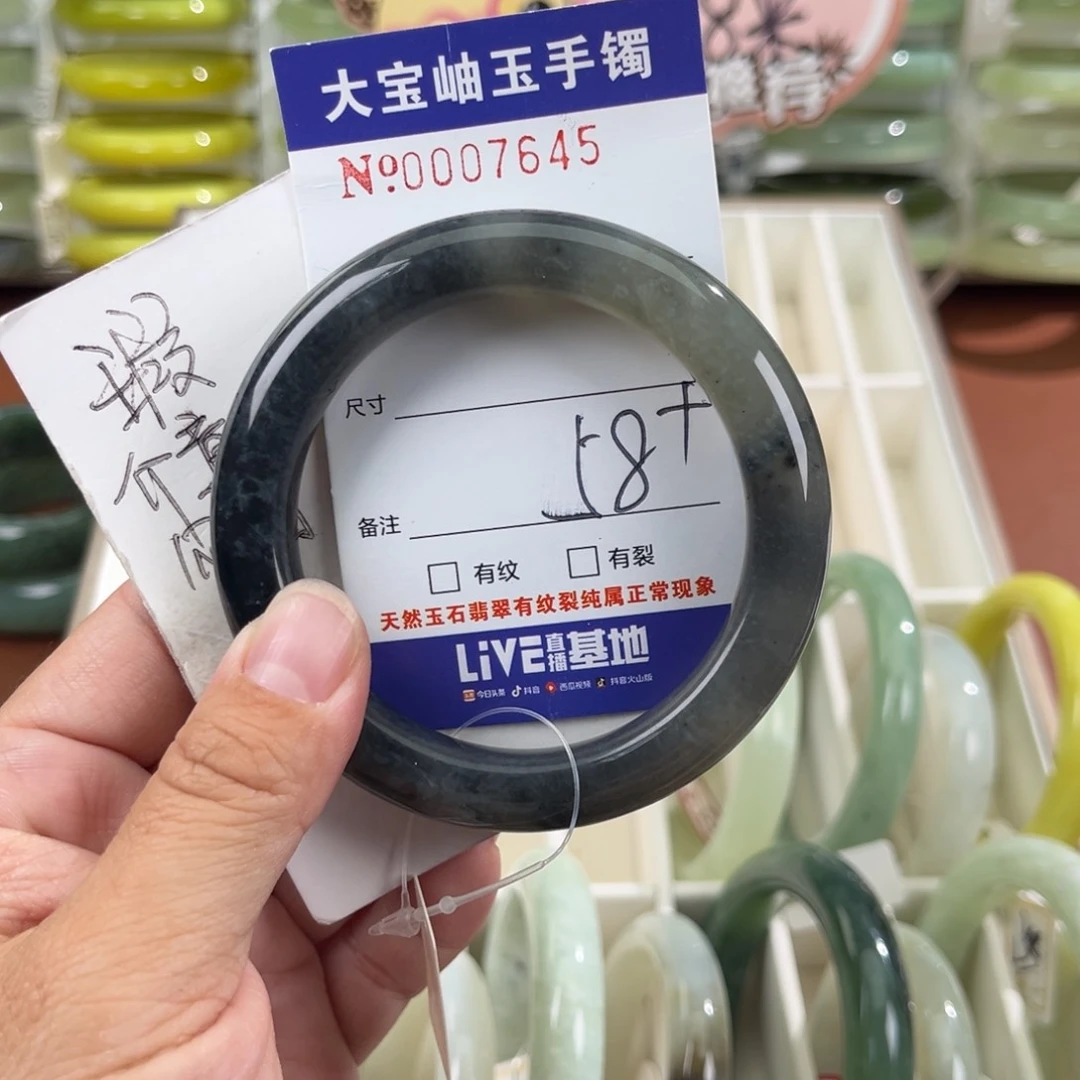 大宝岫玉手镯
Nº:0007645
尺寸
58+
备注
有纹 有裂
天然玉石翡翠有纹裂纯属正常现象
LiVE直播基地
今日头条 抖音 西瓜视频 抖音火山版